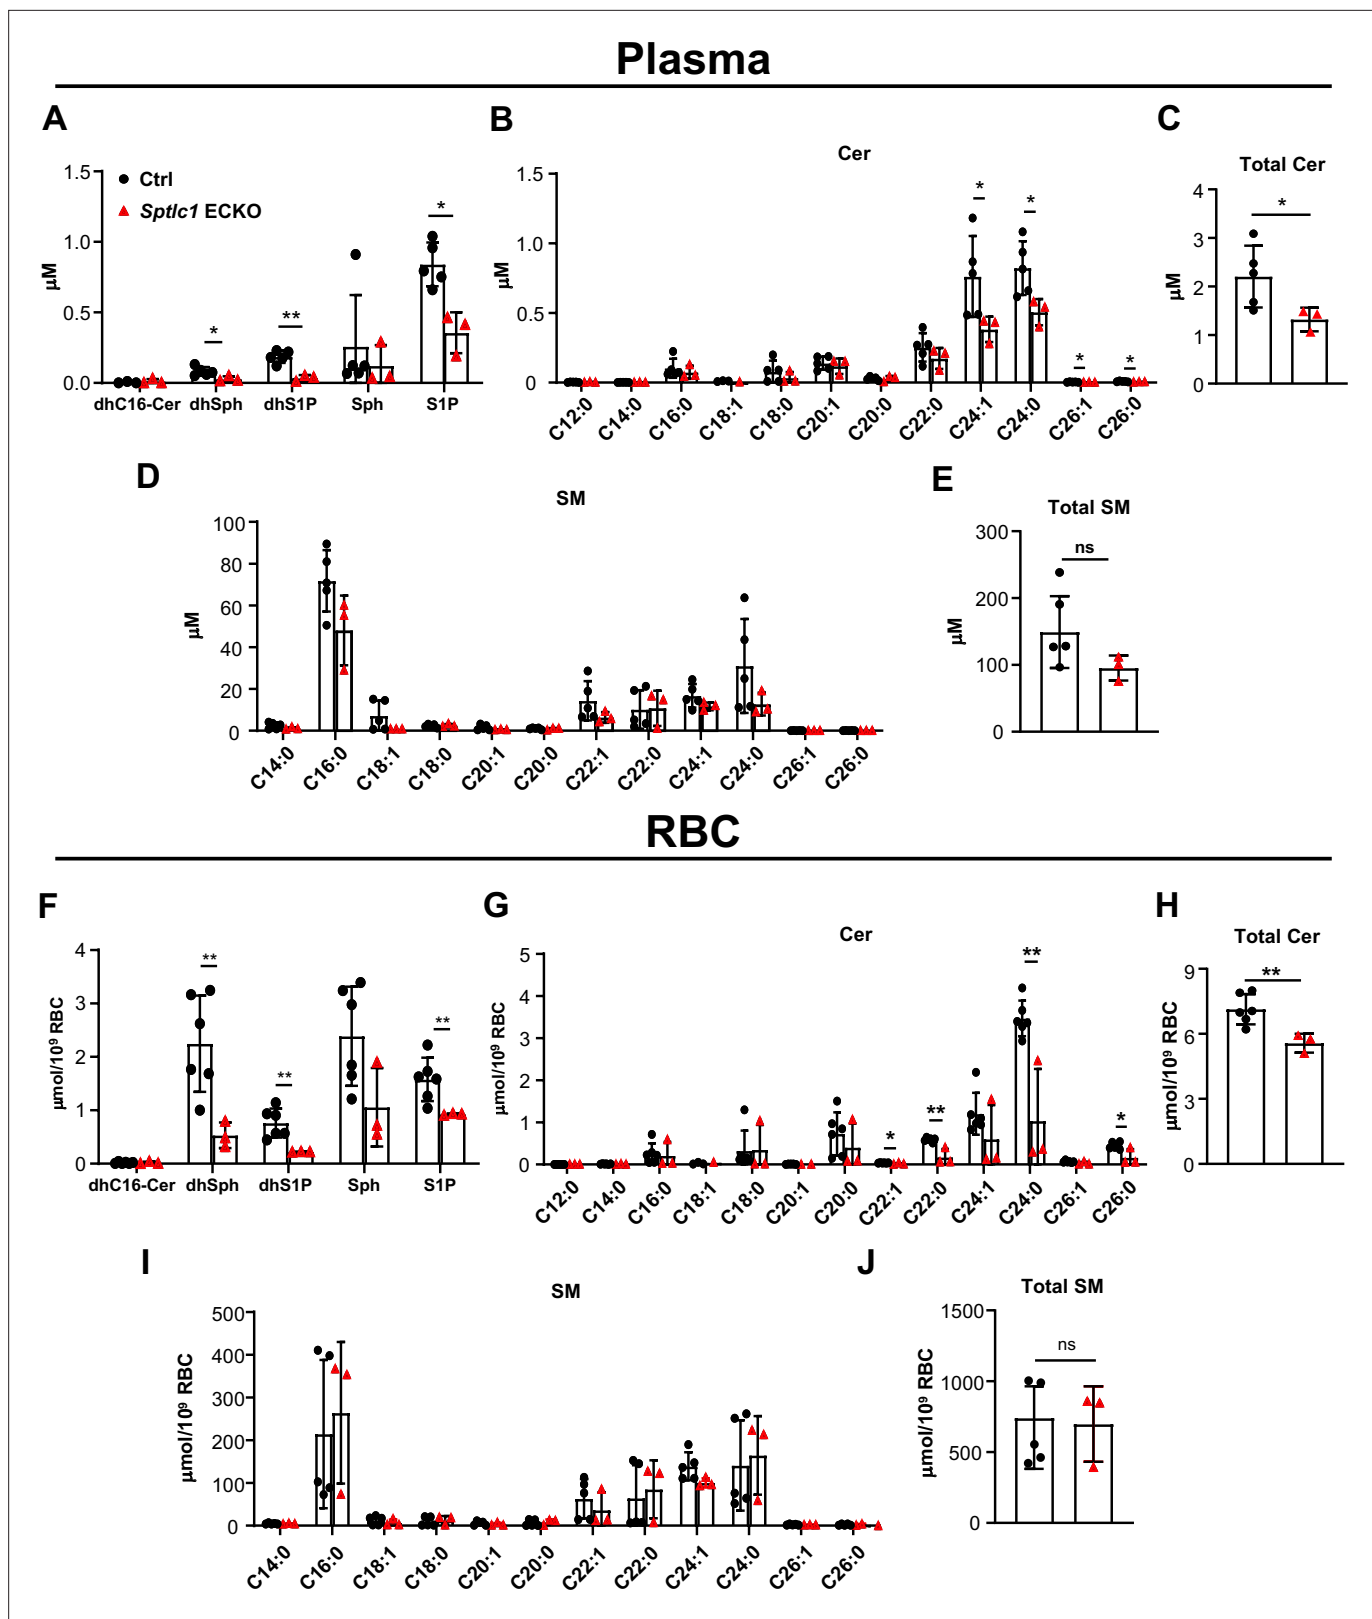 Plasma
A
B
C
Cer
Total Cer
1.5
1.0
0.5
0.0
μM
Ctrl
Sptlc1 ECKO
*
**
*
dhC16-Cer dhSph dhS1P Sph S1P
1.5
1.0
0.5
0
μM
* * * *
C12:0 C14:0 C16:0 C18:1 C18:0 C20:1 C20:0 C22:0 C24:1 C24:0 C26:1 C26:0
4
3
2
1
0
μM
*
D
SM
E
Total SM
100
80
60
40
20
0
μM
C14:0 C16:0 C18:1 C18:0 C20:1 C20:0 C22:1 C22:0 C24:1 C24:0 C26:1 C26:0
300
200
100
0
μM
ns
RBC
F
G
H
Cer
Total Cer
4
3
2
1
0
μmol/10⁹ RBC
** ** **
dhC16-Cer dhSph dhS1P Sph S1P
5
4
3
2
1
0
μmol/10⁹ RBC
* ** ** *
C12:0 C14:0 C16:0 C18:1 C18:0 C20:1 C20:0 C22:1 C22:0 C24:1 C24:0 C26:1 C26:0
9
6
3
0
μmol/10⁹ RBC
**
I
SM
J
Total SM
500
400
300
200
100
0
μmol/10⁹ RBC
C14:0 C16:0 C18:1 C18:0 C20:1 C20:0 C22:1 C22:0 C24:1 C24:0 C26:1 C26:0
1500
1000
500
0
μmol/10⁹ RBC
ns